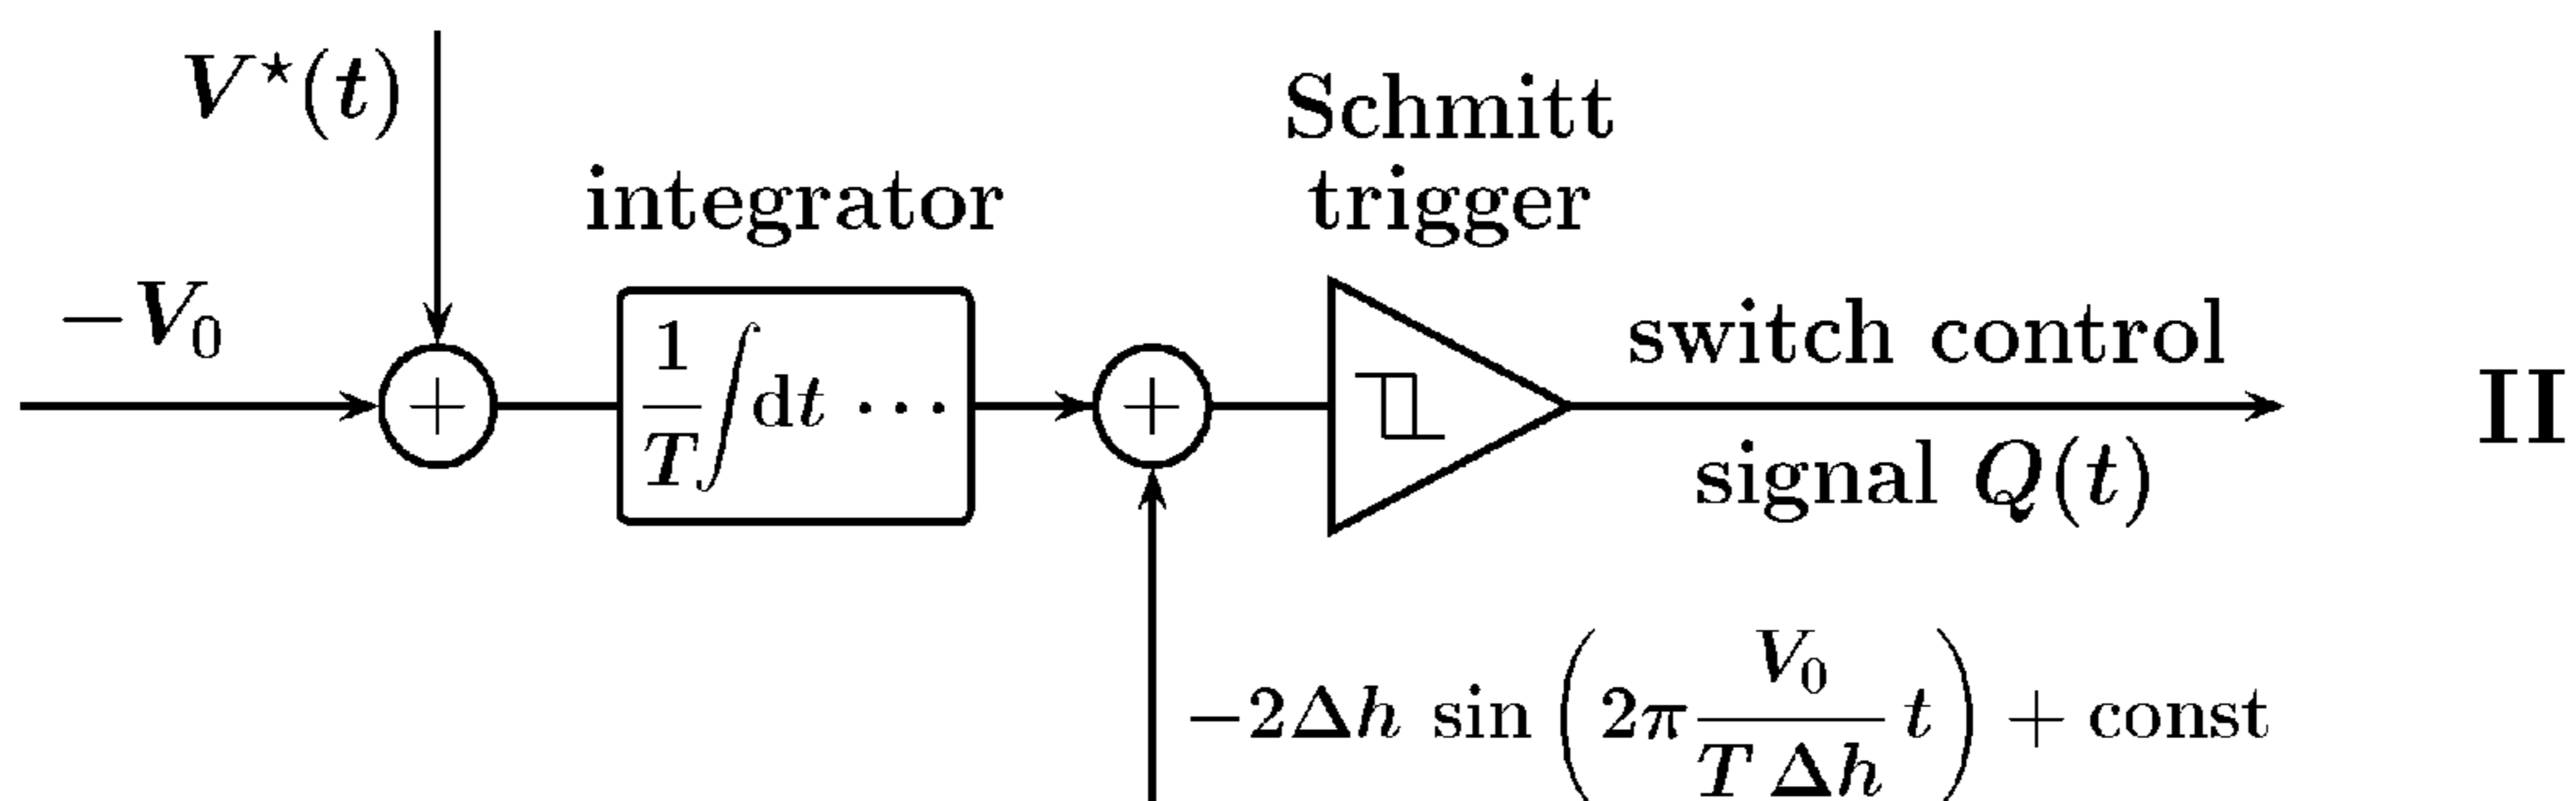 V⋆(t)
−V₀
integrator
1/T ∫dt ···
Schmitt
trigger
+
+
switch control
signal Q(t)
II
−2Δh sin (2π V₀/(T Δh) t) + const